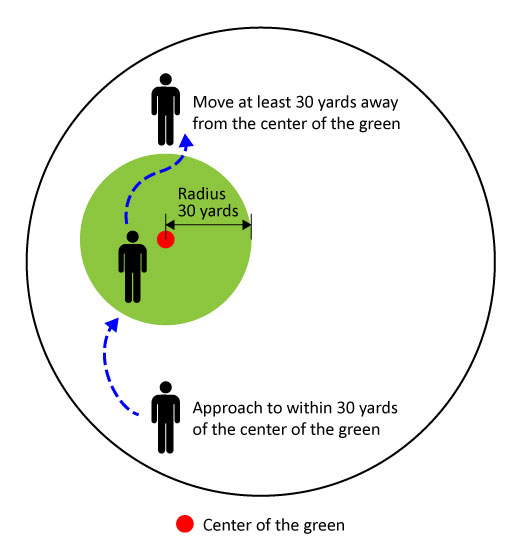 Move at least 30 yards away
from the center of the green
Radius
30 yards
Approach to within 30 yards
of the center of the green
Center of the green